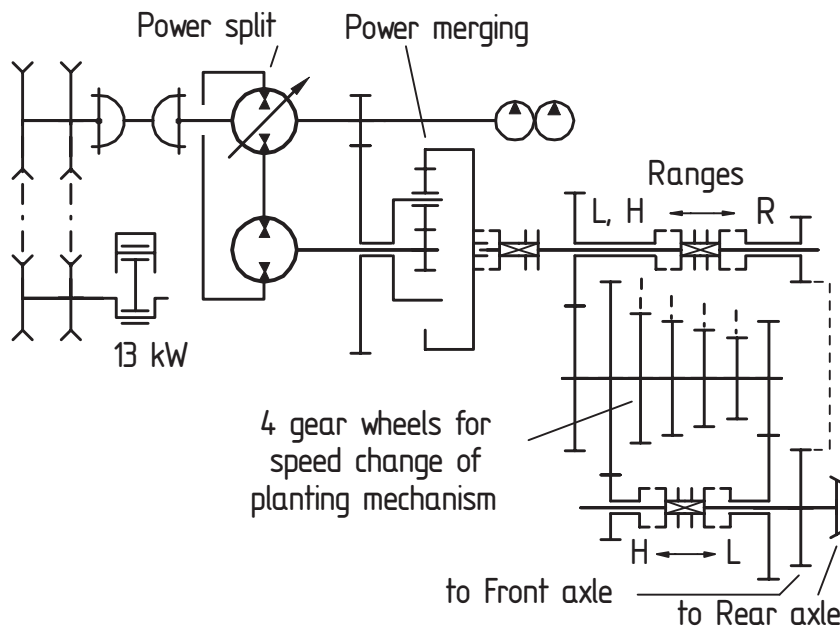 Power split
Power merging
Ranges
L, H
R
13 kW
4 gear wheels for
speed change of
planting mechanism
H
L
to Front axle
to Rear axle